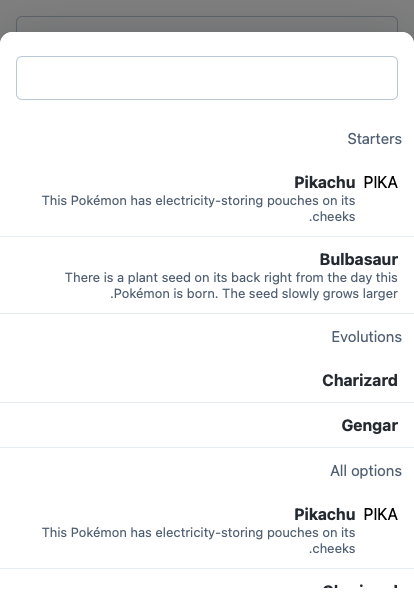 Starters
PIKA Pikachu
This Pokémon has electricity-storing pouches on its
cheeks.
Bulbasaur
There is a plant seed on its back right from the day this
Pokémon is born. The seed slowly grows larger.
Evolutions
Charizard
Gengar
All options
PIKA Pikachu
This Pokémon has electricity-storing pouches on its
cheeks.